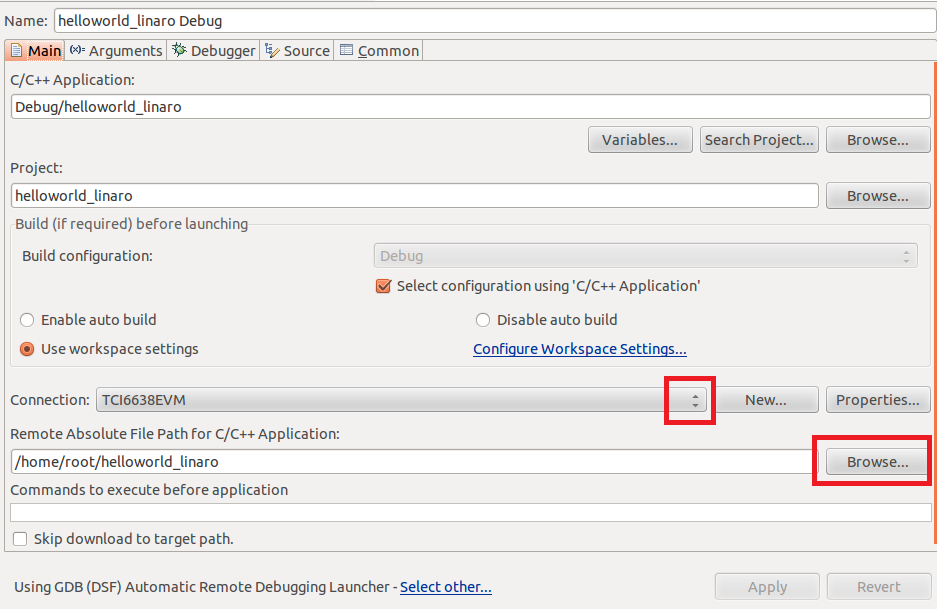 Name: helloworld_linaro Debug
Main (x)= Arguments Debugger Source Common
C/C++ Application:
Debug/helloworld_linaro
Variables... Search Project... Browse...
Project:
helloworld_linaro Browse...
Build (if required) before launching
Build configuration: Debug
Select configuration using 'C/C++ Application'
Enable auto build Disable auto build
Use workspace settings Configure Workspace Settings...
Connection: TCI6638EVM New... Properties...
Remote Absolute File Path for C/C++ Application:
/home/root/helloworld_linaro Browse...
Commands to execute before application
Skip download to target path.
Using GDB (DSF) Automatic Remote Debugging Launcher - Select other... Apply Revert